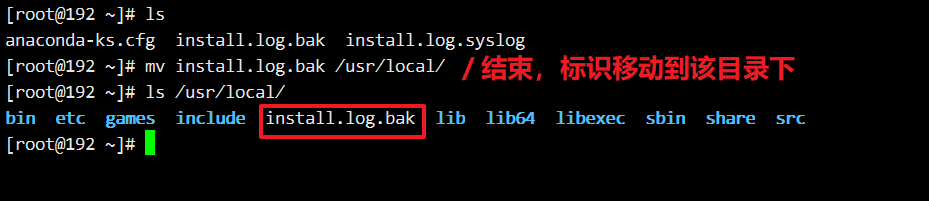 [root@192 ~]# ls
anaconda-ks.cfg  install.log.bak  install.log.syslog
[root@192 ~]# mv install.log.bak /usr/local/  / 结束，标识移动到该目录下
[root@192 ~]# ls /usr/local/
bin  etc  games  include  install.log.bak  lib  lib64  libexec  sbin  share  src
[root@192 ~]#